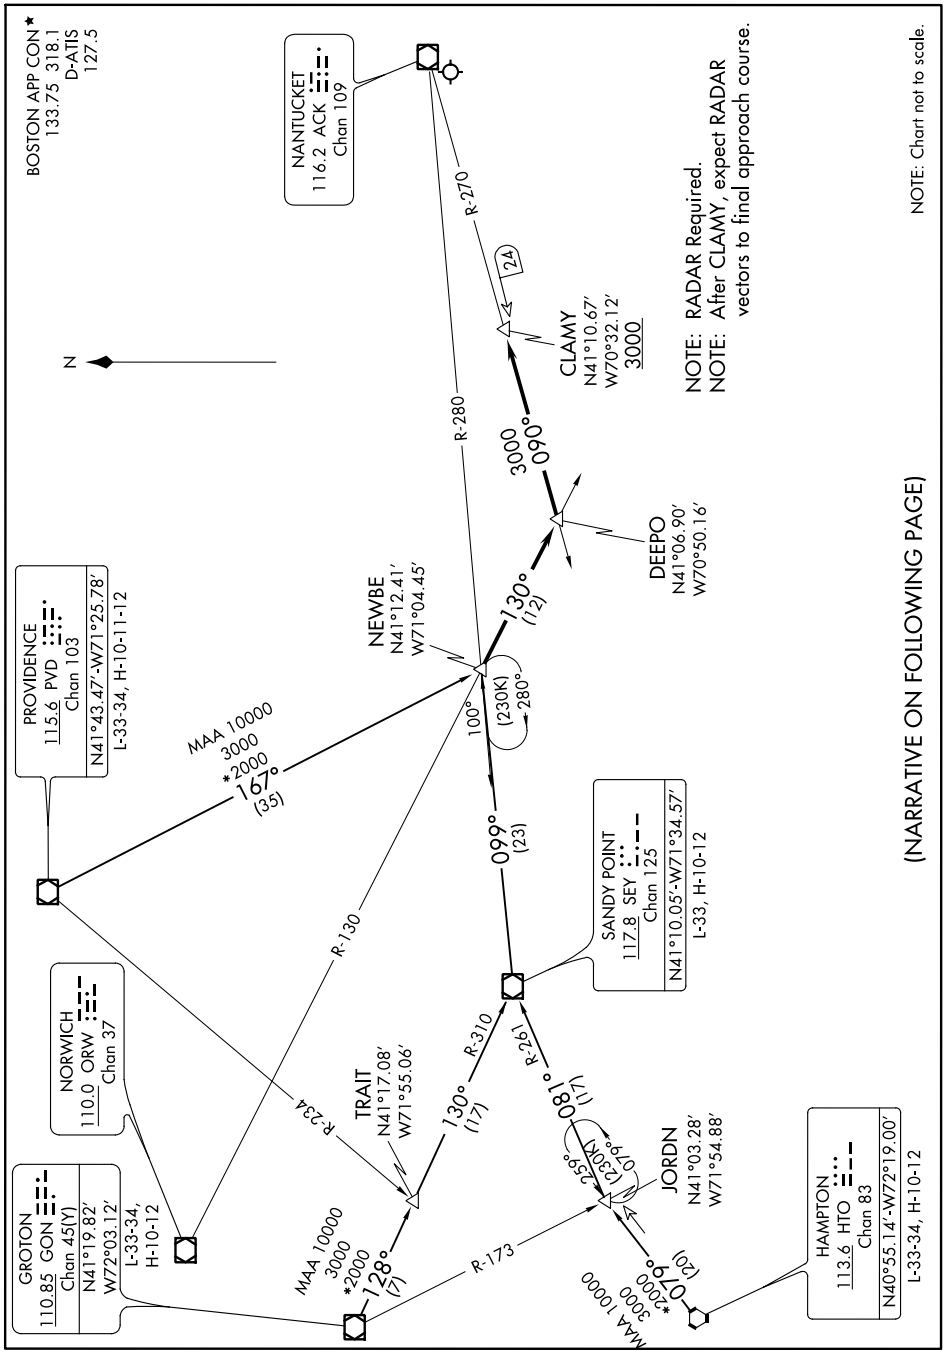 BOSTON APP CON★
133.75 318.1
D-ATIS
127.5
NANTUCKET
116.2 ACK
Chan 109
N
R-270
R-280
24
CLAMY
N41°10.67'
W70°32.12'
3000
NOTE: RADAR Required.
NOTE: After CLAMY, expect RADAR
vectors to final approach course.
NOTE: Chart not to scale.
3000
090°
DEEPO
N41°06.90'
W70°50.16'
130°
(12)
NEWBE
N41°12.41'
W71°04.45'
100°
(230K)
280°
PROVIDENCE
115.6 PVD
Chan 103
N41°43.47'-W71°25.78'
L-33-34, H-10-11-12
MAA 10000
3000
*2000
167°
(35)
099°
(23)
R-130
SANDY POINT
117.8 SEY
Chan 125
N41°10.05'-W71°34.57'
L-33, H-10-12
NORWICH
110.0 ORW
Chan 37
R-234
TRAIT
N41°17.08'
W71°55.06'
R-310
130°
(17)
R-261
081°
(17)
259°
(230K)
079°
JORDN
N41°03.28'
W71°54.88'
GROTON
110.85 GON
Chan 45(Y)
N41°19.82'
W72°03.12'
L-33-34,
H-10-12
MAA 10000
3000
*2000
128°
(7)
R-173
079°
(20)
*2000
3000
MAA 10000
HAMPTON
113.6 HTO
Chan 83
N40°55.14'-W72°19.00'
L-33-34, H-10-12
(NARRATIVE ON FOLLOWING PAGE)